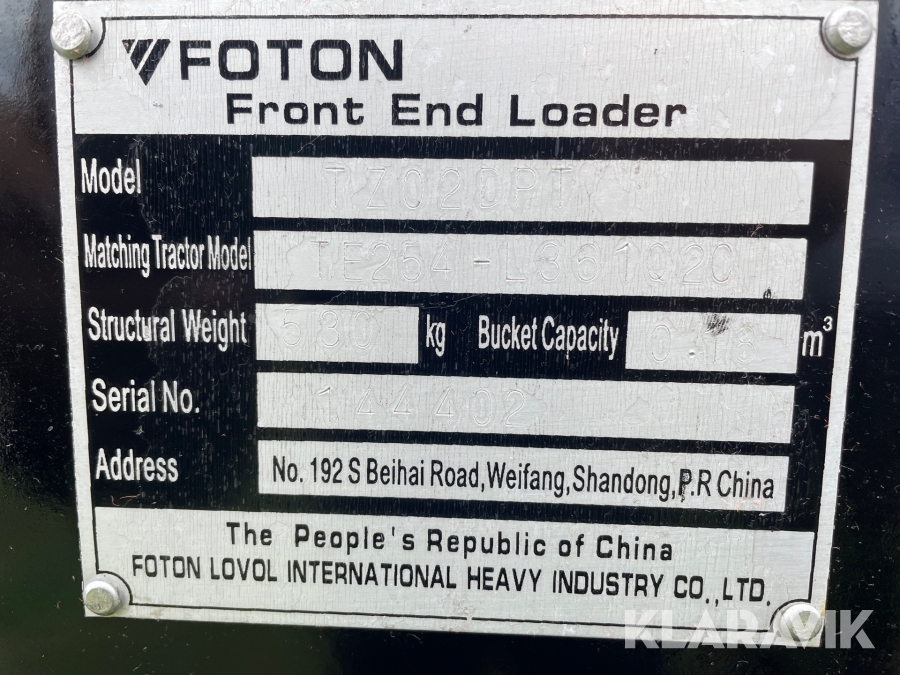 FOTON
Front End Loader
Model TZ02DPTY
Matching Tractor Model TE254-L36102C
Structural Weight 530 kg Bucket Capacity m³
Serial No. 144402
Address No. 192 S Beihai Road,Weifang,Shandong,P.R China
The People's Republic of China
FOTON LOVOL INTERNATIONAL HEAVY INDUSTRY CO.,LTD.
KLARAVIK